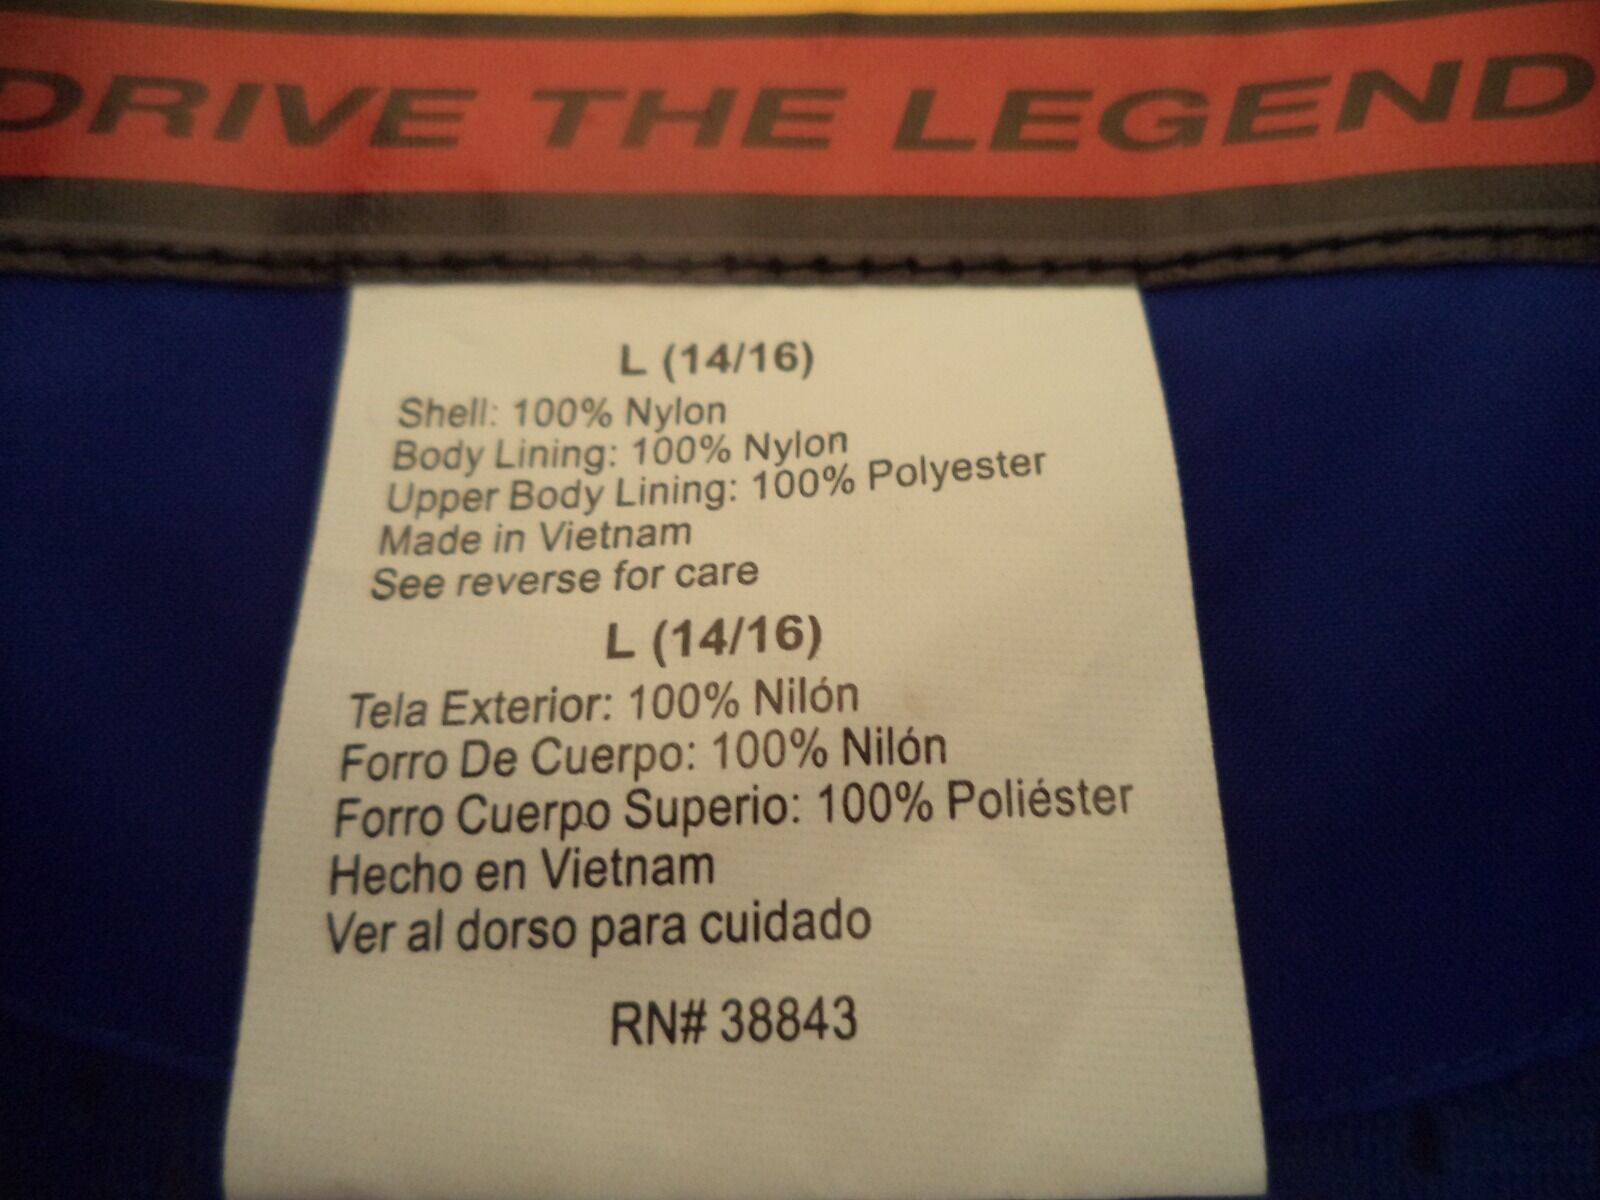 DRIVE THE LEGEND
L (14/16)
Shell: 100% Nylon
Body Lining: 100% Nylon
Upper Body Lining: 100% Polyester
Made in Vietnam
See reverse for care
L (14/16)
Tela Exterior: 100% Nilón
Forro De Cuerpo: 100% Nilón
Forro Cuerpo Superio: 100% Poliéster
Hecho en Vietnam
Ver al dorso para cuidado
RN# 38843